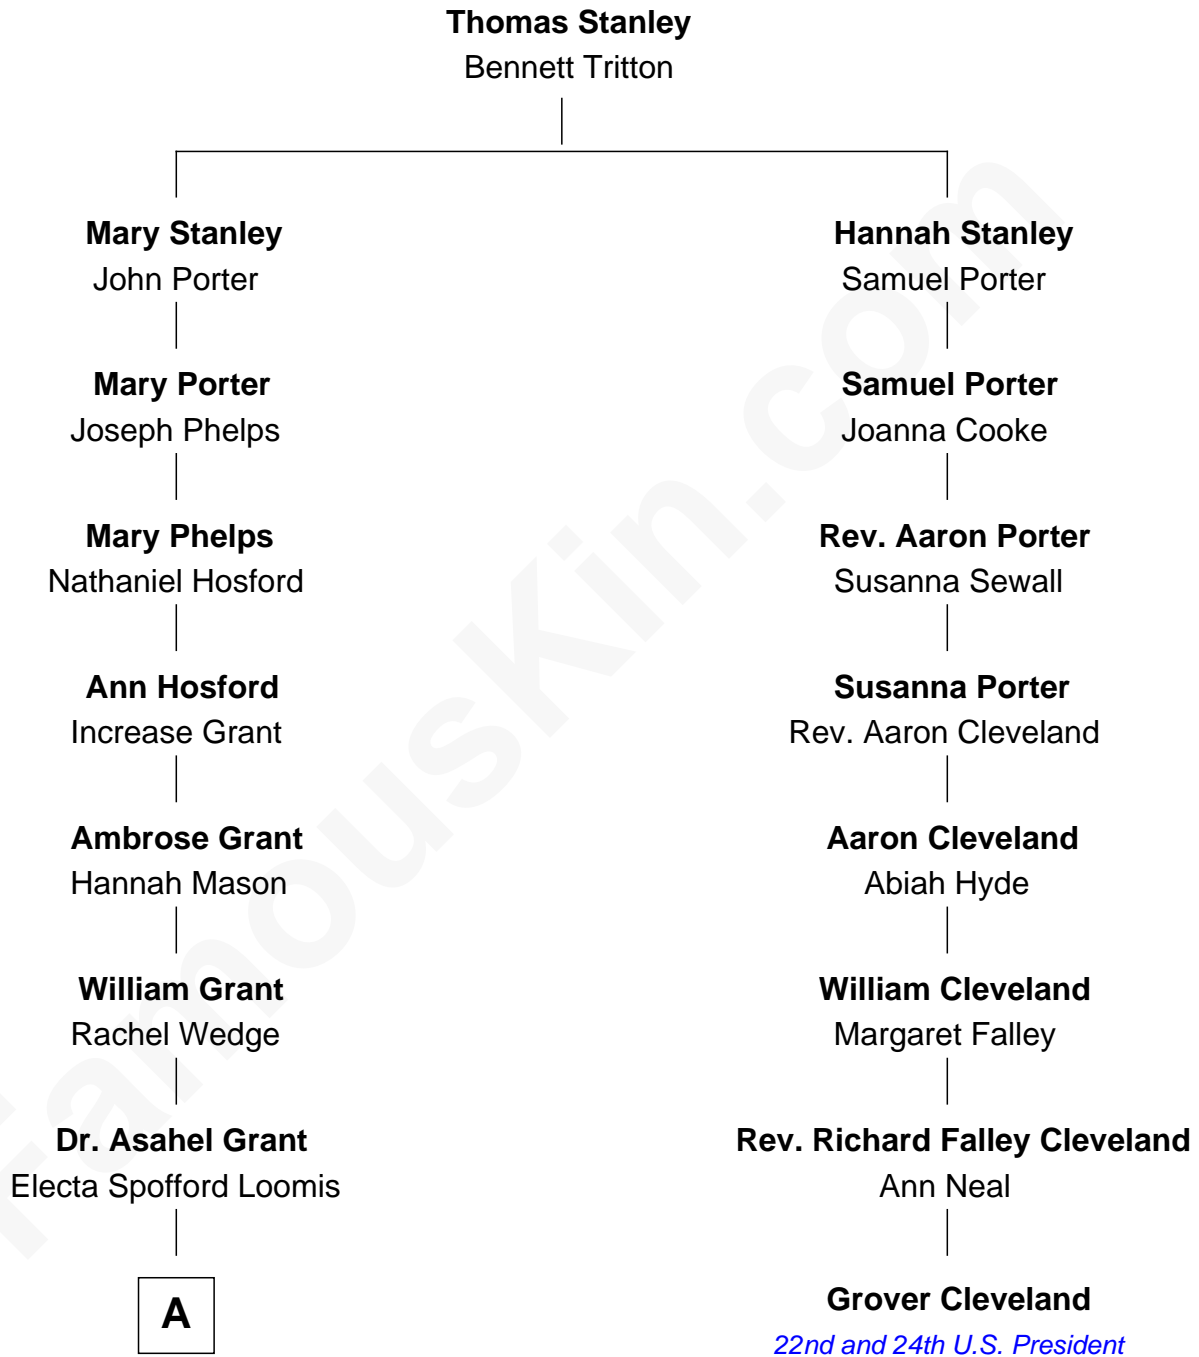 Thomas Stanley
Bennett Tritton
Mary Stanley
John Porter
Mary Porter
Joseph Phelps
Mary Phelps
Nathaniel Hosford
Ann Hosford
Increase Grant
Ambrose Grant
Hannah Mason
William Grant
Rachel Wedge
Dr. Asahel Grant
Electa Spofford Loomis
A
Hannah Stanley
Samuel Porter
Samuel Porter
Joanna Cooke
Rev. Aaron Porter
Susanna Sewall
Susanna Porter
Rev. Aaron Cleveland
Aaron Cleveland
Abiah Hyde
William Cleveland
Margaret Falley
Rev. Richard Falley Cleveland
Ann Neal
Grover Cleveland
22nd and 24th U.S. President
FamousKin.com